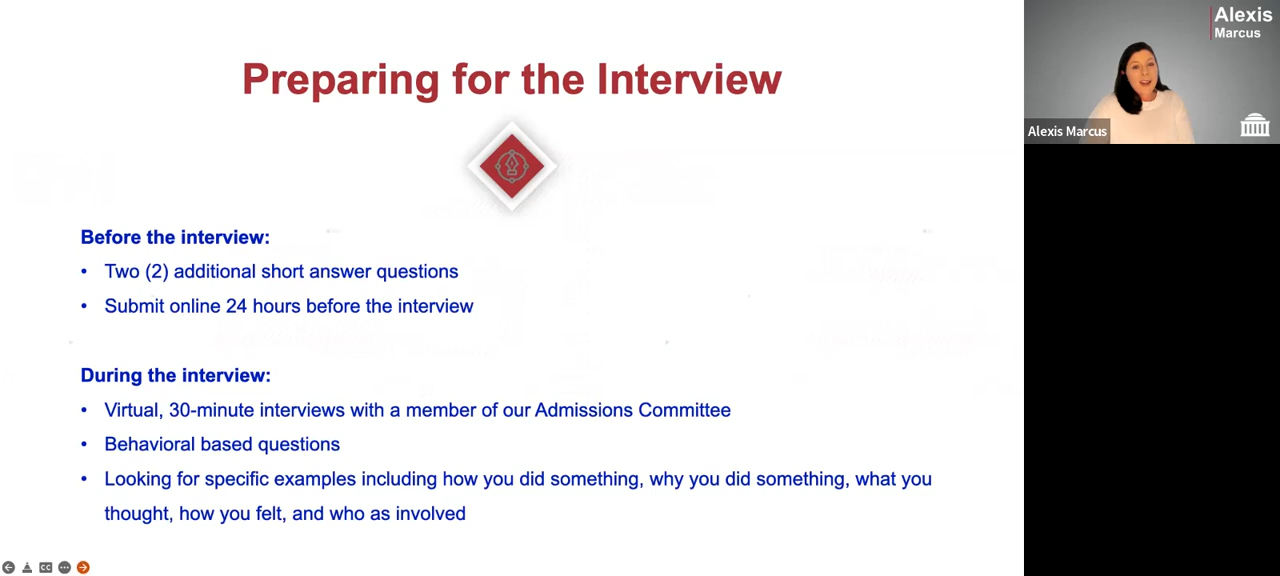 Preparing for the Interview
Before the interview:
• Two (2) additional short answer questions
• Submit online 24 hours before the interview
During the interview:
• Virtual, 30-minute interviews with a member of our Admissions Committee
• Behavioral based questions
• Looking for specific examples including how you did something, why you did something, what you
thought, how you felt, and who as involved
CC
Alexis
Marcus
Alexis Marcus